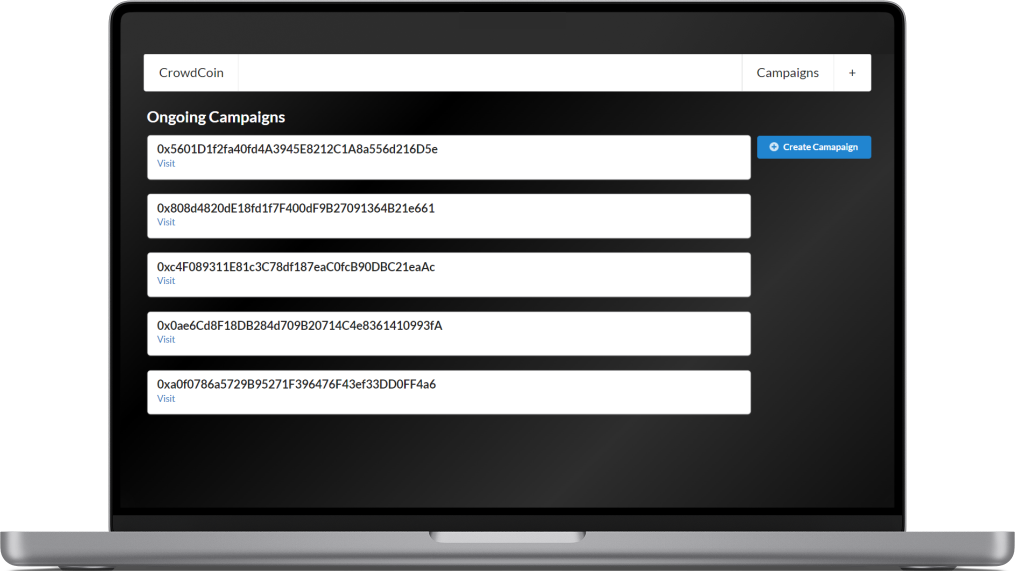 CrowdCoin
Campaigns
+
Ongoing Campaigns
0x5601D1f2fa40fd4A3945E8212C1A8a556d216D5e
Visit
Create Camapaign
0x808d4820dE18fd1f7F400dF9B27091364B21e661
Visit
0xc4F089311E81c3C78df187eaC0fcB90DBC21eaAc
Visit
0x0ae6Cd8F18DB284d709B20714C4e8361410993fA
Visit
0xa0f0786a5729B95271F396476F43ef33DD0FF4a6
Visit